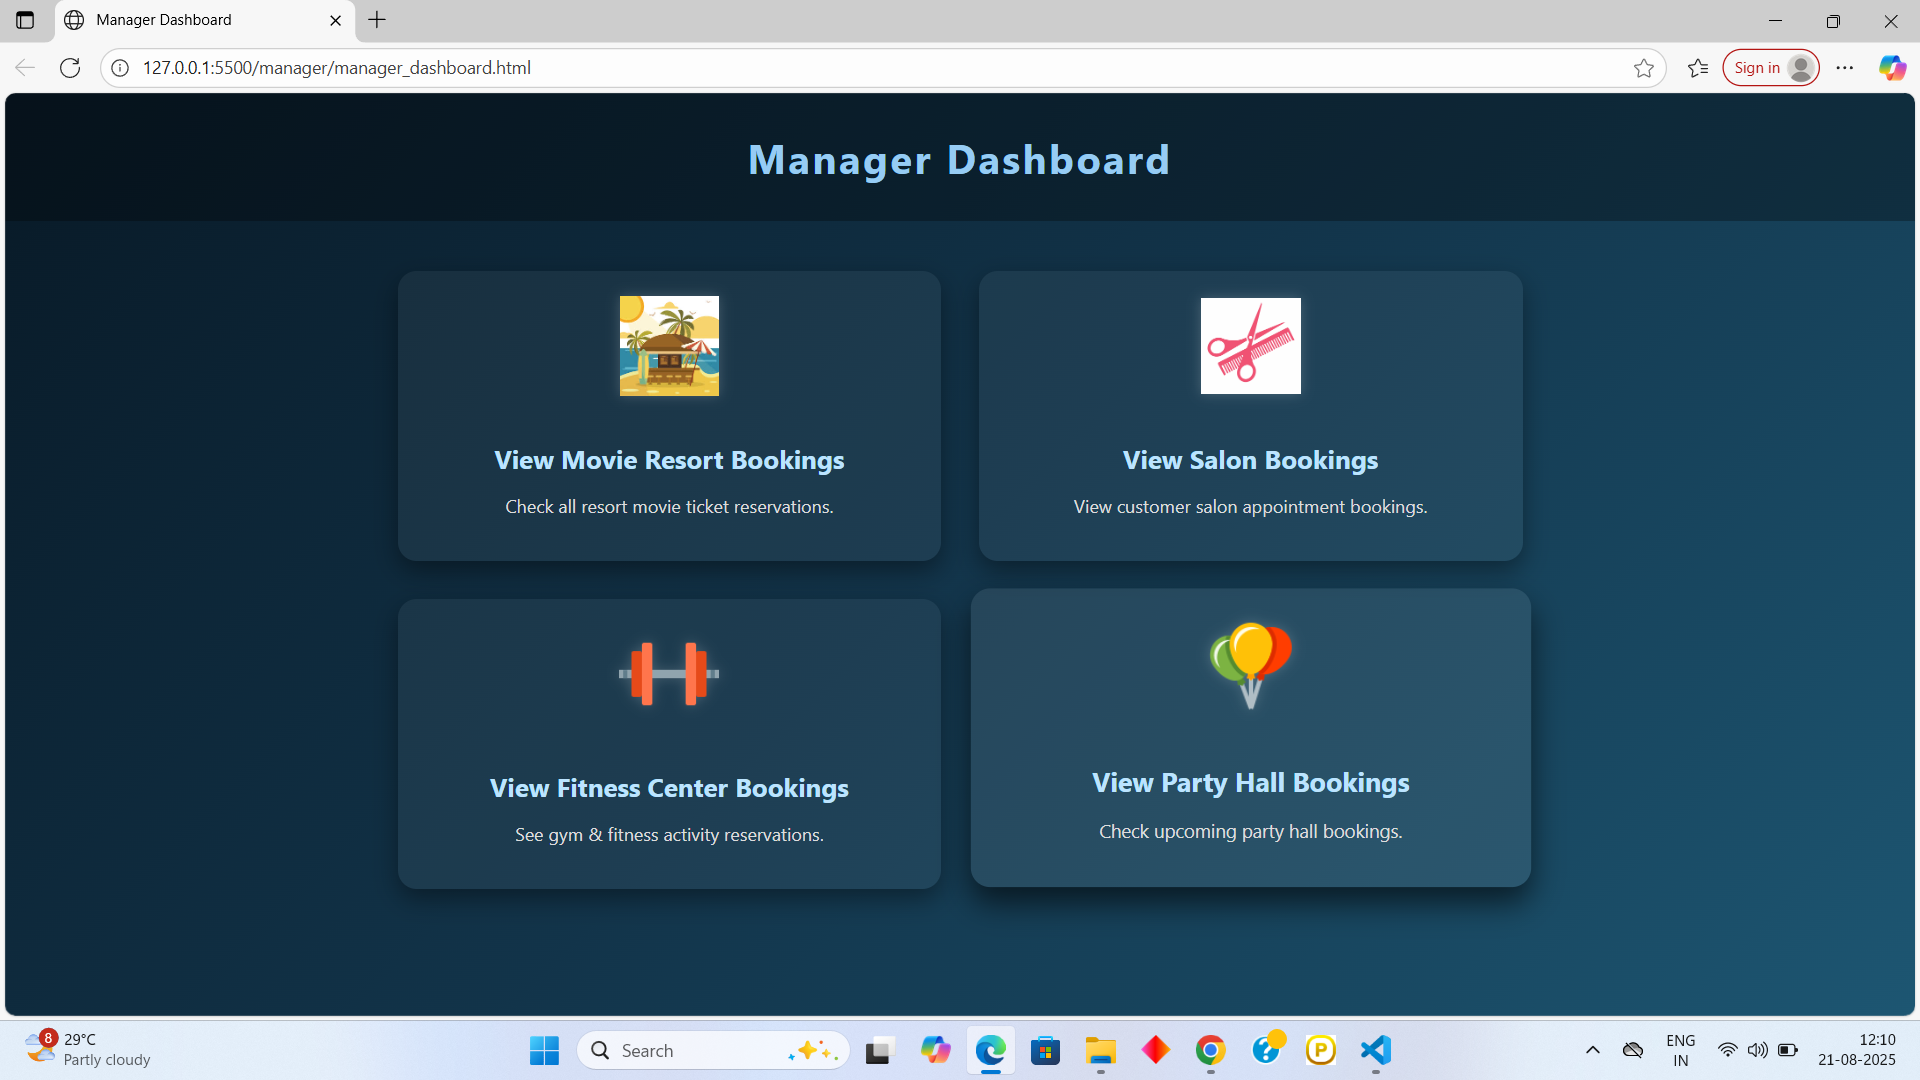 Manager Dashboard
127.0.0.1:5500/manager/manager_dashboard.html
Sign in
Manager Dashboard
View Movie Resort Bookings
Check all resort movie ticket reservations.
View Salon Bookings
View customer salon appointment bookings.
View Fitness Center Bookings
See gym & fitness activity reservations.
View Party Hall Bookings
Check upcoming party hall bookings.
8
29°C
Partly cloudy
Search
P
ENG
IN
12:10
21-08-2025